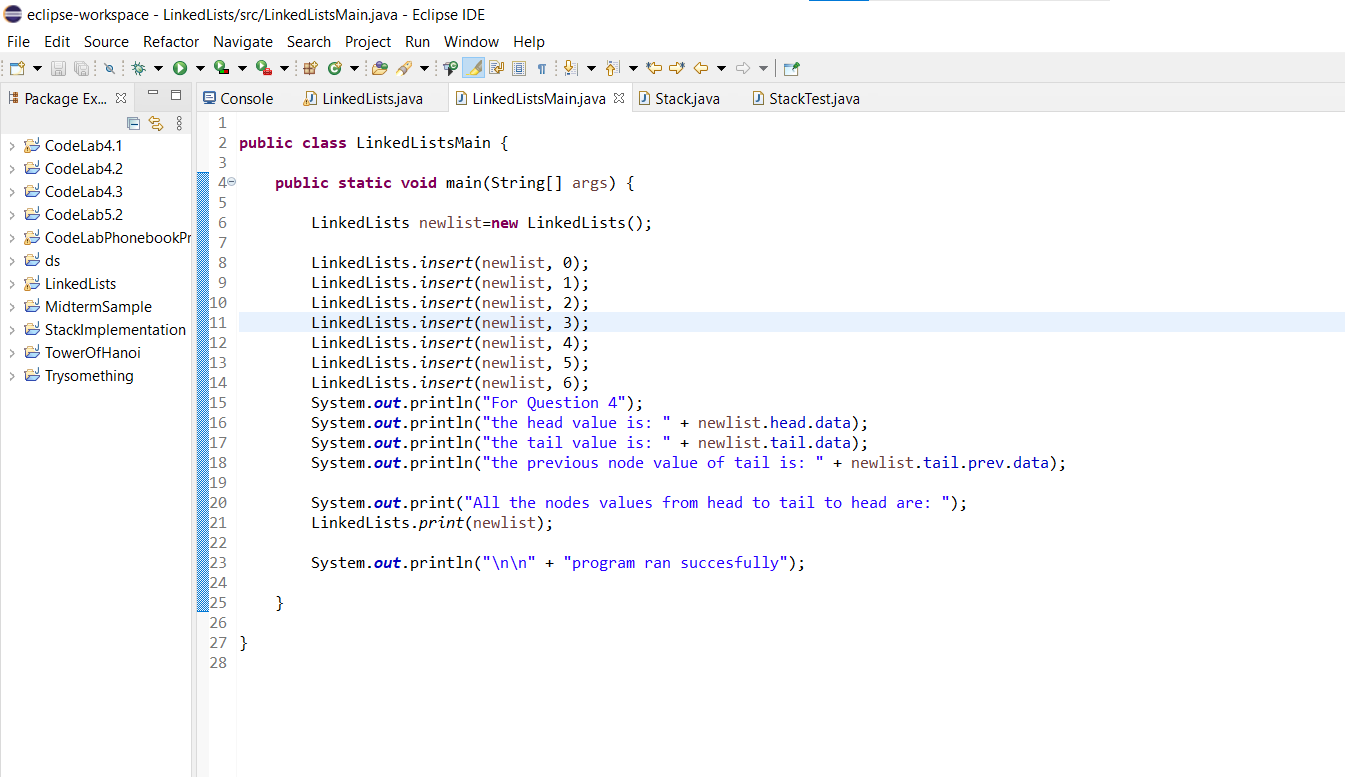 eclipse-workspace - LinkedLists/src/LinkedListsMain.java - Eclipse IDE
File Edit Source Refactor Navigate Search Project Run Window Help
Package Ex... Console LinkedLists.java LinkedListsMain.java Stack.java StackTest.java
CodeLab4.1
CodeLab4.2
CodeLab4.3
CodeLab5.2
CodeLabPhonebookPr
ds
LinkedLists
MidtermSample
StackImplementation
TowerOfHanoi
Trysomething
1
2 public class LinkedListsMain {
3
4 public static void main(String[] args) {
5
6 LinkedLists newlist=new LinkedLists();
7
8 LinkedLists.insert(newlist, 0);
9 LinkedLists.insert(newlist, 1);
10 LinkedLists.insert(newlist, 2);
11 LinkedLists.insert(newlist, 3);
12 LinkedLists.insert(newlist, 4);
13 LinkedLists.insert(newlist, 5);
14 LinkedLists.insert(newlist, 6);
15 System.out.println("For Question 4");
16 System.out.println("the head value is: " + newlist.head.data);
17 System.out.println("the tail value is: " + newlist.tail.data);
18 System.out.println("the previous node value of tail is: " + newlist.tail.prev.data);
19
20 System.out.print("All the nodes values from head to tail to head are: ");
21 LinkedLists.print(newlist);
22
23 System.out.println("\n\n" + "program ran succesfully");
24
25 }
26
27 }
28